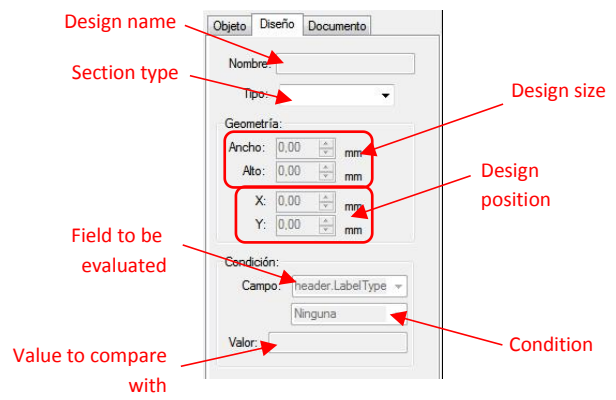 Design name
Objeto Diseño Documento
Nombre:
Section type
Tipo:
Design size
Geometría:
Ancho: 0,00 mm
Alto: 0,00 mm
Design
position
X: 0,00 mm
Y: 0,00 mm
Field to be
evaluated
Condición:
Campo: header.LabelType
Ninguna
Condition
Valor:
Value to compare
with